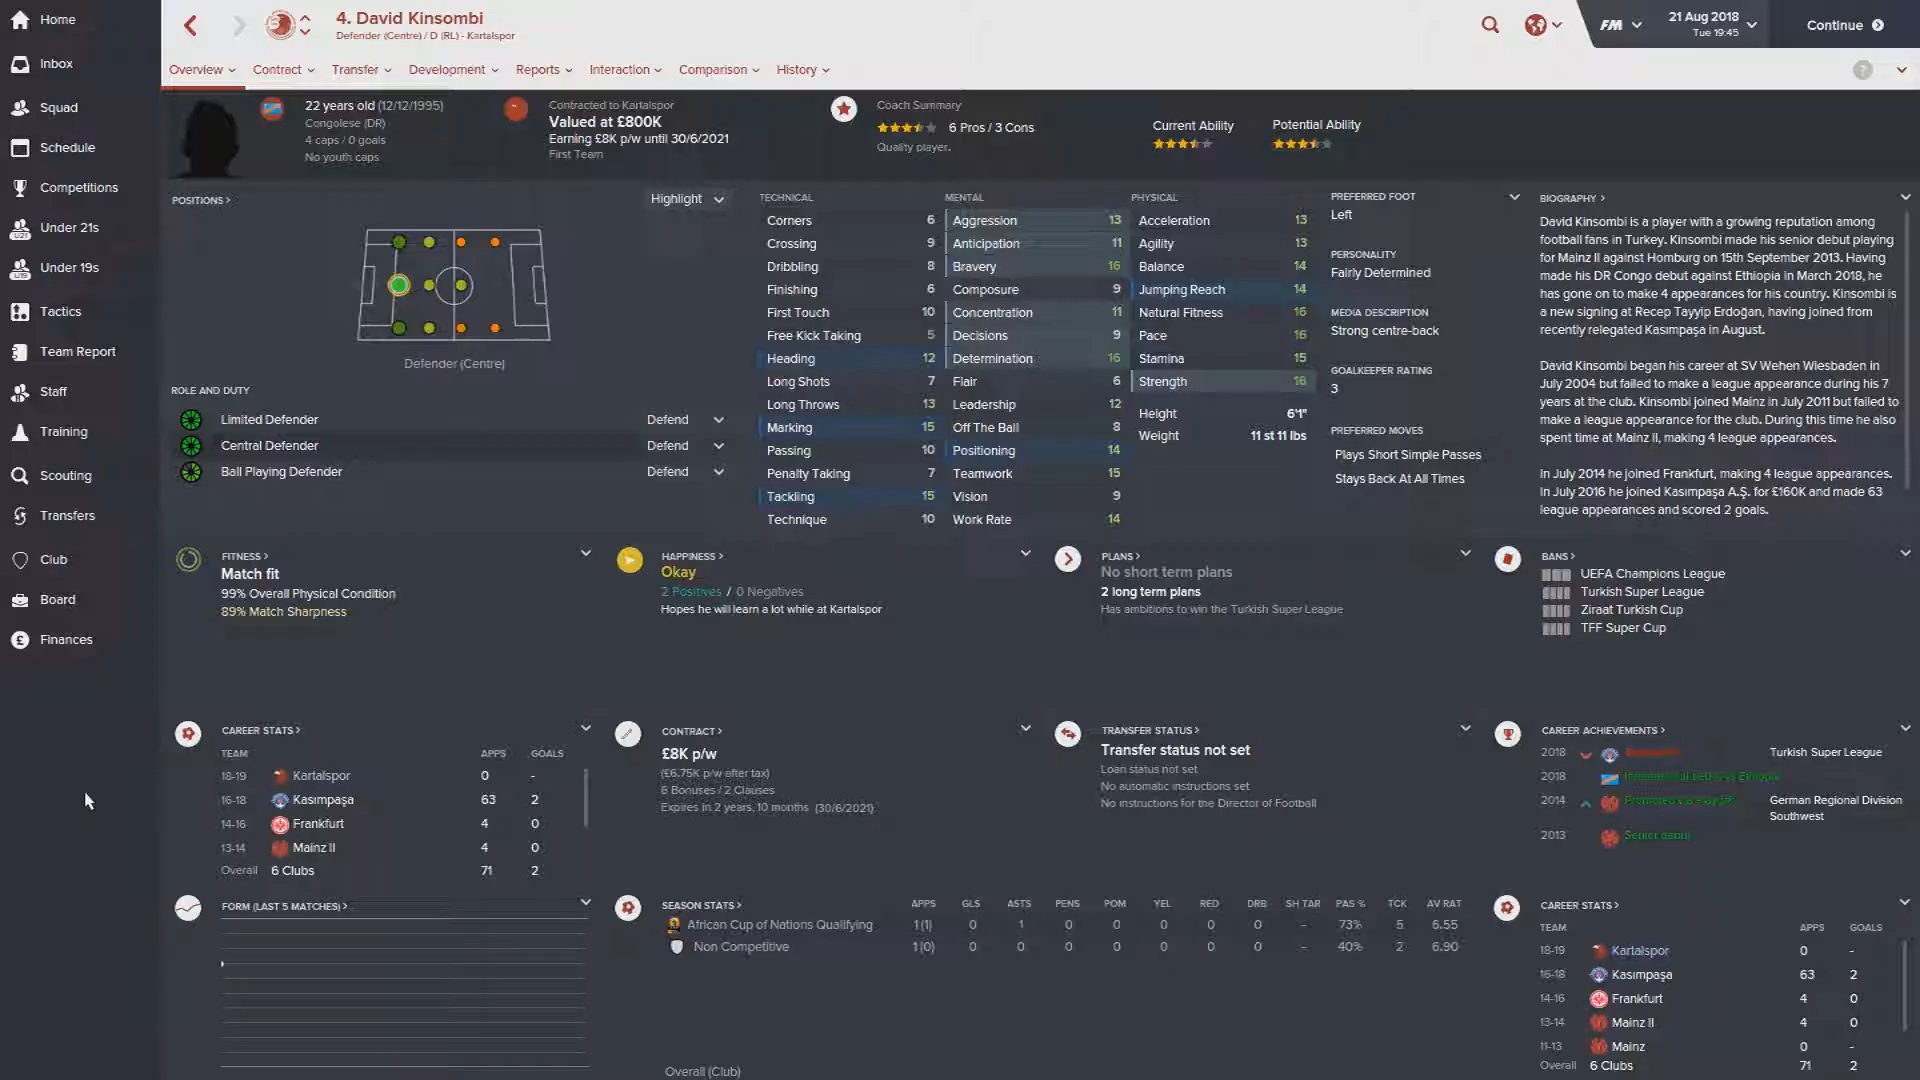 Home
Inbox
Squad
Schedule
Competitions
Under 21s
Under 19s
Tactics
Team Report
Staff
Training
Scouting
Transfers
Club
Board
Finances
4. David Kinsombi
Defender (Centre) / D (RL) - Kartalspor
FM
21 Aug 2018
Tue 19:45
Continue
Overview
Contract
Transfer
Development
Reports
Interaction
Comparison
History
22 years old (12/12/1995)
Congolese (DR)
4 caps / 0 goals
No youth caps
Contracted to Kartalspor
Valued at £800K
Earning £8K p/w until 30/6/2021
First Team
Coach Summary
6 Pros / 3 Cons
Quality player.
Current Ability
Potential Ability
POSITIONS >
Highlight
Defender (Centre)
ROLE AND DUTY
Limited Defender Defend
Central Defender Defend
Ball Playing Defender Defend
TECHNICAL
Corners 6
Crossing 9
Dribbling 8
Finishing 6
First Touch 10
Free Kick Taking 5
Heading 12
Long Shots 7
Long Throws 13
Marking 15
Passing 10
Penalty Taking 7
Tackling 15
Technique 10
MENTAL
Aggression 13
Anticipation 11
Bravery 16
Composure 9
Concentration 11
Decisions 9
Determination 16
Flair 6
Leadership 12
Off The Ball 8
Positioning 14
Teamwork 15
Vision 9
Work Rate 14
PHYSICAL
Acceleration 13
Agility 13
Balance 14
Jumping Reach 14
Natural Fitness 16
Pace 16
Stamina 15
Strength 16
Height 6'1"
Weight 11 st 11 lbs
PREFERRED FOOT
Left
PERSONALITY
Fairly Determined
MEDIA DESCRIPTION
Strong centre-back
GOALKEEPER RATING
3
PREFERRED MOVES
Plays Short Simple Passes
Stays Back At All Times
BIOGRAPHY >
David Kinsombi is a player with a growing reputation among
football fans in Turkey. Kinsombi made his senior debut playing
for Mainz II against Homburg on 15th September 2013. Having
made his DR Congo debut against Ethiopia in March 2018, he
has gone on to make 4 appearances for his country. Kinsombi is
a new signing at Recep Tayyip Erdoğan, having joined from
recently relegated Kasımpaşa in August.
David Kinsombi began his career at SV Wehen Wiesbaden in
July 2004 but failed to make a league appearance during his 7
years at the club. Kinsombi joined Mainz in July 2011 but failed to
make a league appearance for the club. During this time he also
spent time at Mainz II, making 4 league appearances.
In July 2014 he joined Frankfurt, making 4 league appearances.
In July 2016 he joined Kasımpaşa A.Ş. for £160K and made 63
league appearances and scored 2 goals.
FITNESS >
Match fit
99% Overall Physical Condition
89% Match Sharpness
HAPPINESS >
Okay
2 Positives / 0 Negatives
Hopes he will learn a lot while at Kartalspor
PLANS >
No short term plans
2 long term plans
Has ambitions to win the Turkish Super League
BANS >
UEFA Champions League
Turkish Super League
Ziraat Turkish Cup
TFF Super Cup
CAREER STATS >
TEAM APPS GOALS
18-19 Kartalspor 0 -
16-18 Kasımpaşa 63 2
14-16 Frankfurt 4 0
13-14 Mainz II 4 0
Overall 6 Clubs 71 2
CONTRACT >
£8K p/w
(£6.75K p/w after tax)
6 Bonuses / 2 Clauses
Expires in 2 years, 10 months (30/6/2021)
TRANSFER STATUS >
Transfer status not set
Loan status not set
No automatic instructions set
No instructions for the Director of Football
CAREER ACHIEVEMENTS >
2018 Turkish Super League
2018
2014 German Regional Division
Southwest
2013 Senior debut
FORM (LAST 5 MATCHES) >
SEASON STATS > APPS GLS ASTS PENS POM YEL RED DRB SH TAR PAS % TCK AV RAT
African Cup of Nations Qualifying 1 (1) 0 1 0 0 0 0 0 - 73% 5 6.55
Non Competitive 1 (0) 0 0 0 0 0 0 0 - 40% 2 6.90
Overall (Club)
CAREER STATS >
TEAM APPS GOALS
18-19 Kartalspor 0 -
16-18 Kasımpaşa 63 2
14-16 Frankfurt 4 0
13-14 Mainz II 4 0
11-13 Mainz 0 -
Overall 6 Clubs 71 2